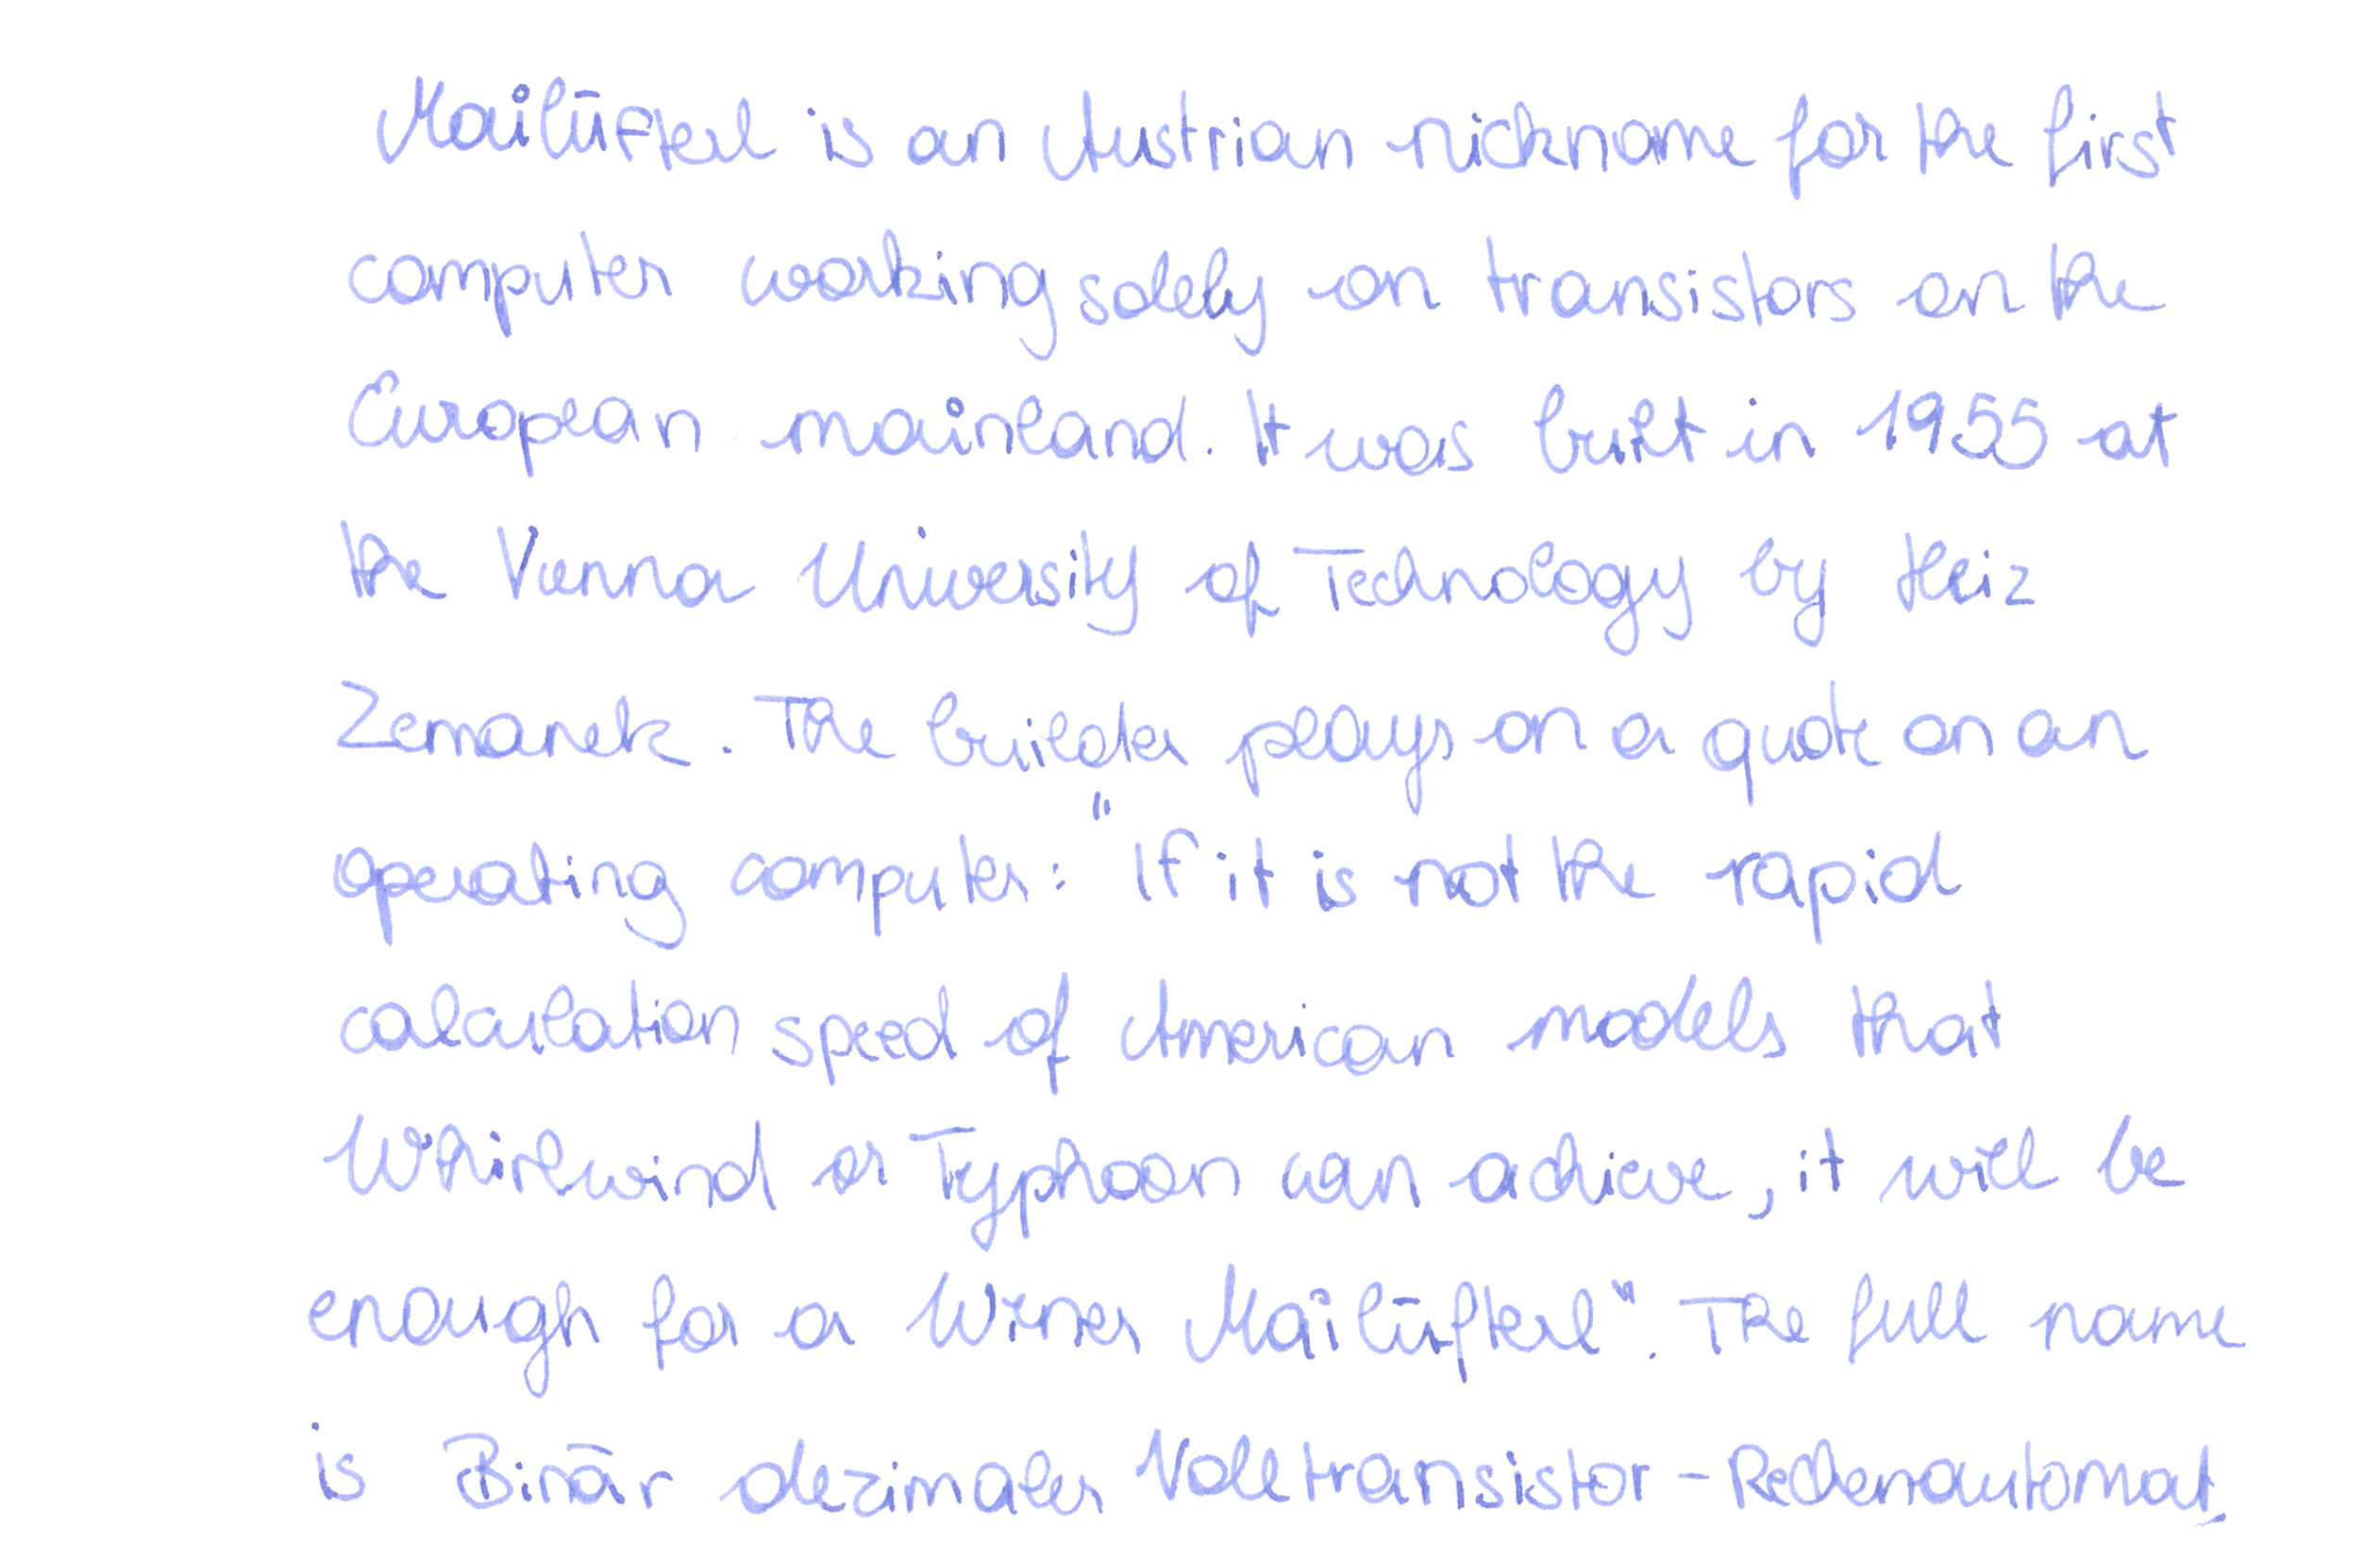 Mailüfterl is an Austrian nickname for the first
computer working solely on transistors on the
European mainland. It was built in 1955 at
the Vienna University of Technology by Heiz
Zemanek. The builder plays on a quote on an
operating computer: "If it is not the rapid
calculation speed of American models that
Whirlwind or Typhoon can achieve, it will be
enough for a Wiener Mailüfterl". The full name
is Binär dezimaler Volltransistor-Rechenautomat